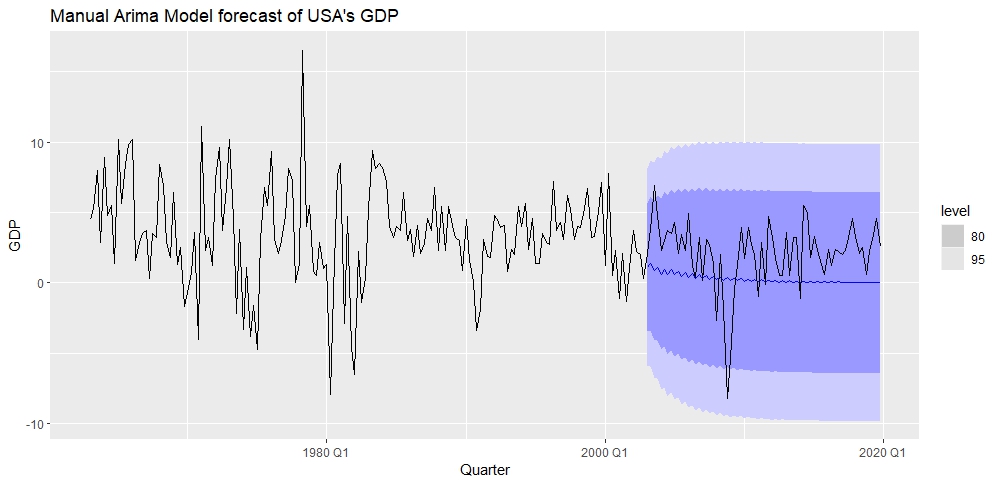 Manual Arima Model forecast of USA's GDP
GDP
10
0
-10
1980 Q1
2000 Q1
2020 Q1
Quarter
level
80
95